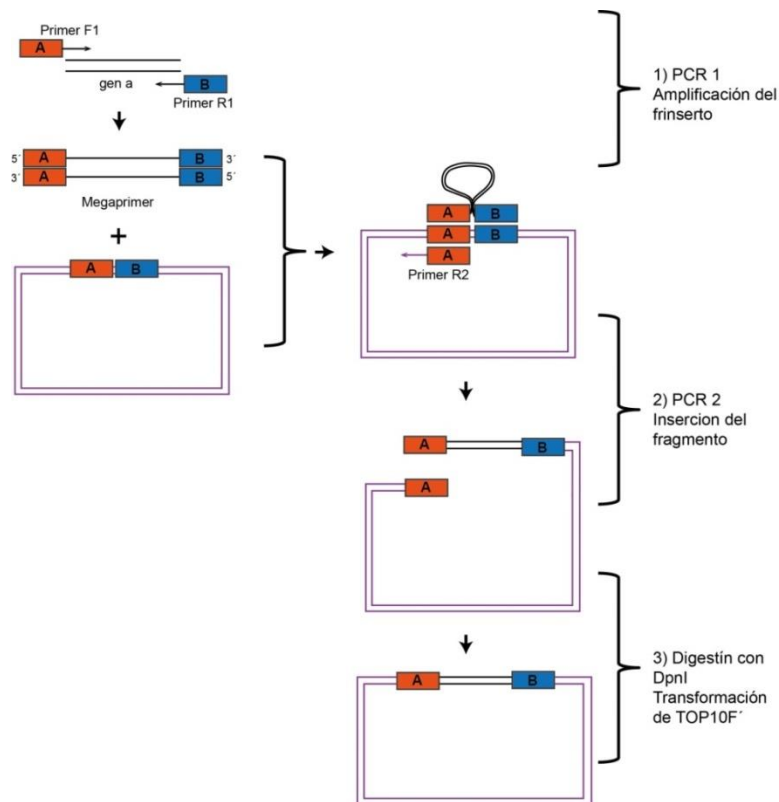 Primer F1
A
gen a
B
Primer R1
5´ A B 3´
3´ A B 5´
Megaprimer
+
A B
A B
A B
A
Primer R2
A B
A
A B
1) PCR 1
Amplificación del
frinserto
2) PCR 2
Insercion del
fragmento
3) Digestín con
DpnI
Transformación
de TOP10F´